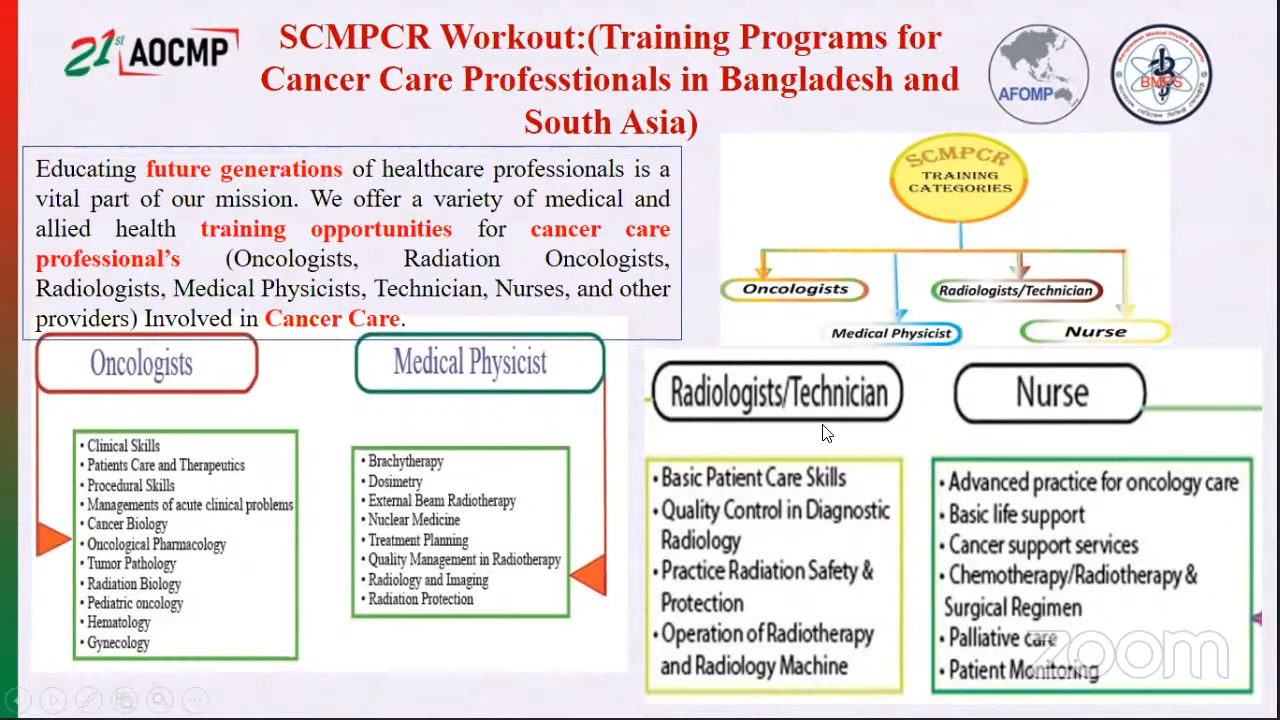 21st AOCMP
SCMPCR Workout:(Training Programs for
Cancer Care Professtionals in Bangladesh and
South Asia)
AFOMP
BMPS
Educating future generations of healthcare professionals is a
vital part of our mission. We offer a variety of medical and
allied health training opportunities for cancer care
professional's (Oncologists, Radiation Oncologists,
Radiologists, Medical Physicists, Technician, Nurses, and other
providers) Involved in Cancer Care.
SCMPCR
TRAINING
CATEGORIES
Oncologists
Radiologists/Technician
Medical Physicist
Nurse
Oncologists
• Clinical Skills
• Patients Care and Therapeutics
• Procedural Skills
• Managements of acute clinical problems
• Cancer Biology
• Oncological Pharmacology
• Tumor Pathology
• Radiation Biology
• Pediatric oncology
• Hematology
• Gynecology
Medical Physicist
• Brachytherapy
• Dosimetry
• External Beam Radiotherapy
• Nuclear Medicine
• Treatment Planning
• Quality Management in Radiotherapy
• Radiology and Imaging
• Radiation Protection
Radiologists/Technician
• Basic Patient Care Skills
• Quality Control in Diagnostic
Radiology
• Practice Radiation Safety &
Protection
• Operation of Radiotherapy
and Radiology Machine
Nurse
• Advanced practice for oncology care
• Basic life support
• Cancer support services
• Chemotherapy/Radiotherapy &
Surgical Regimen
• Palliative care
• Patient Monitoring
zoom